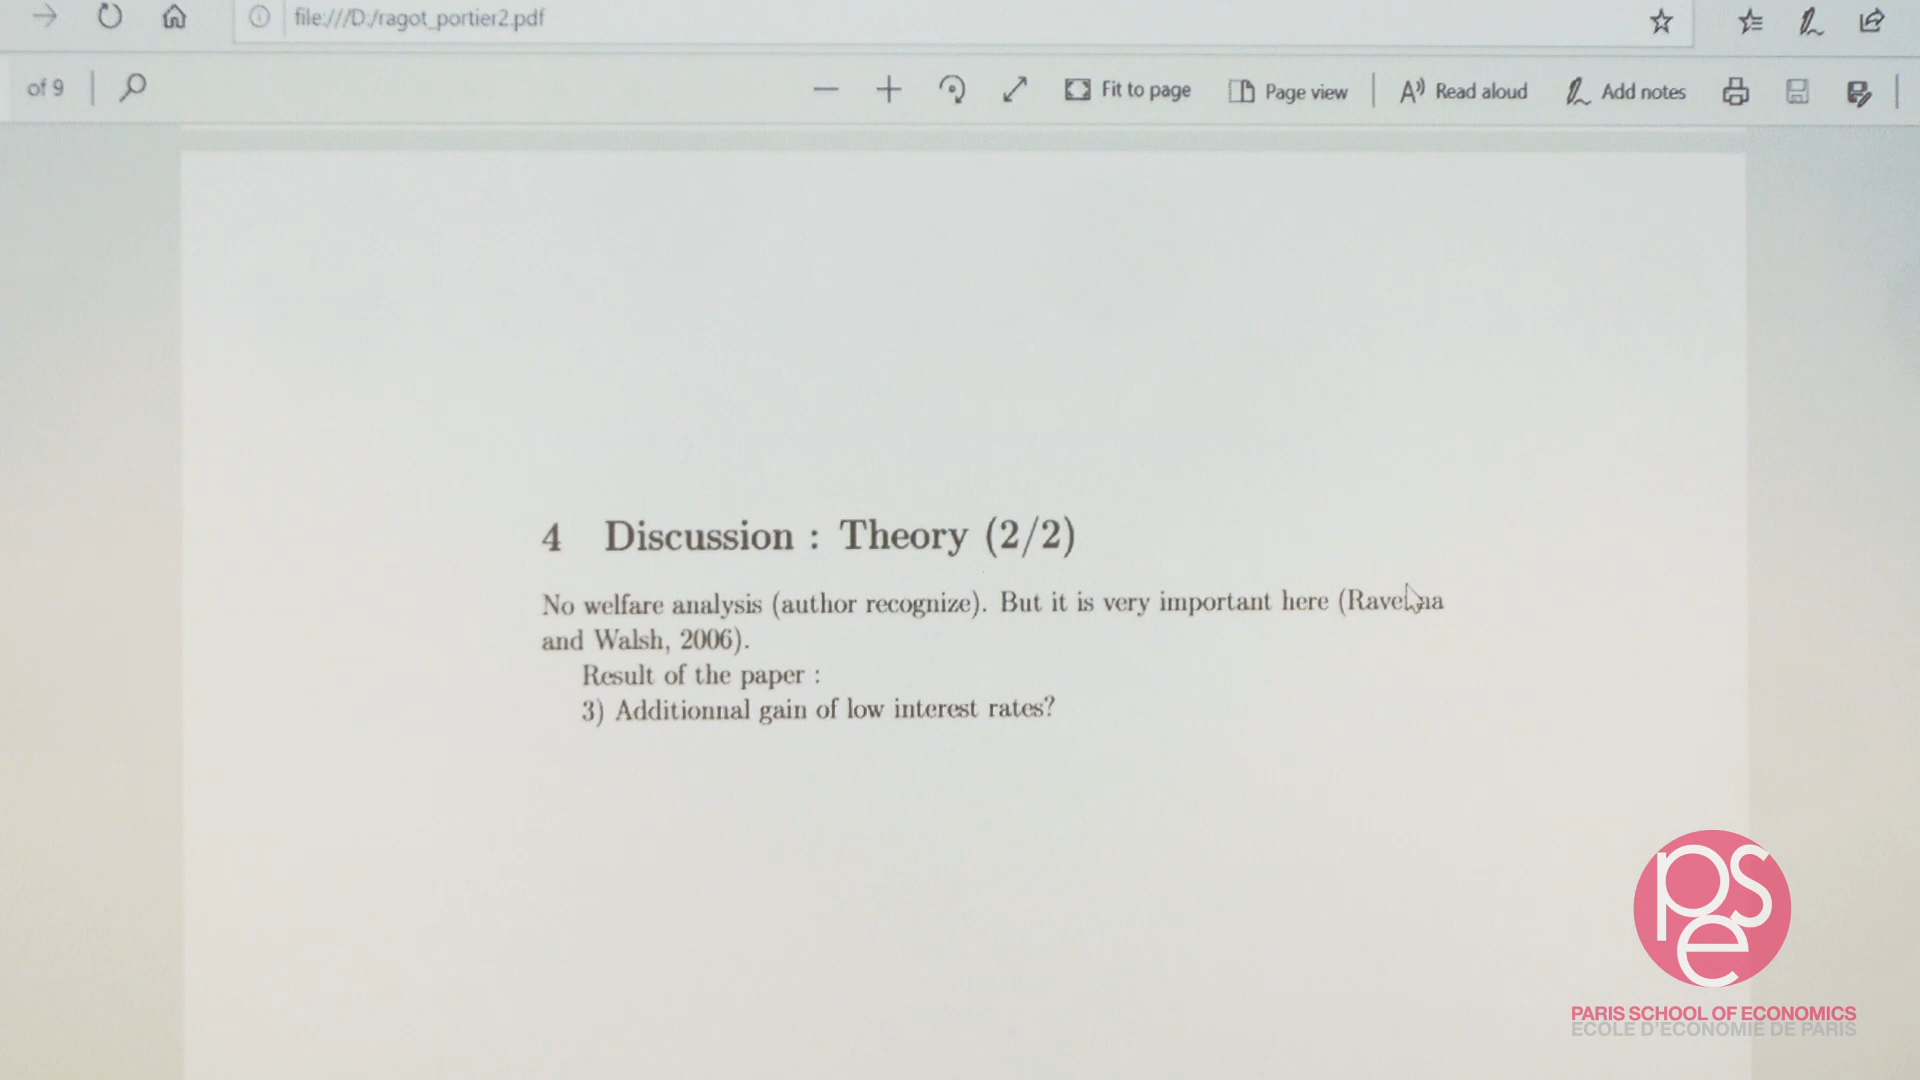 file:///D:/ragot_portier2.pdf
of 9
Fit to page
Page view
Read aloud
Add notes
4 Discussion : Theory (2/2)
No welfare analysis (author recognize). But it is very important here (Ravenna
and Walsh, 2006).
Result of the paper :
3) Additionnal gain of low interest rates?
pse
PARIS SCHOOL OF ECONOMICS
ECOLE D'ECONOMIE DE PARIS